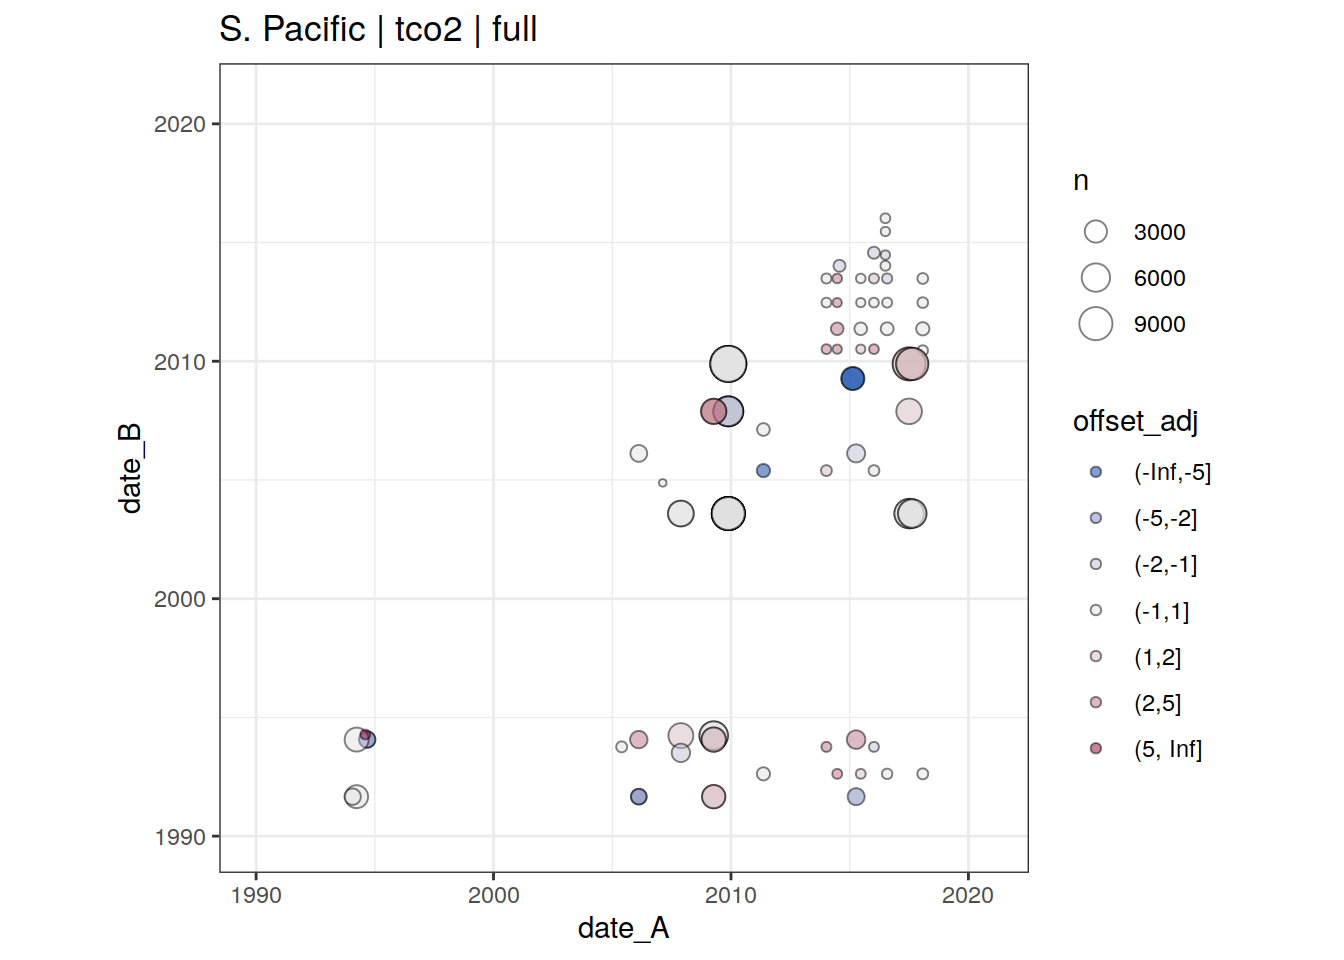 S. Pacific | tco2 | full
2020
2010
2000
1990
date_B
1990
2000
2010
2020
date_A
n
3000
6000
9000
offset_adj
(-Inf,-5]
(-5,-2]
(-2,-1]
(-1,1]
(1,2]
(2,5]
(5, Inf]